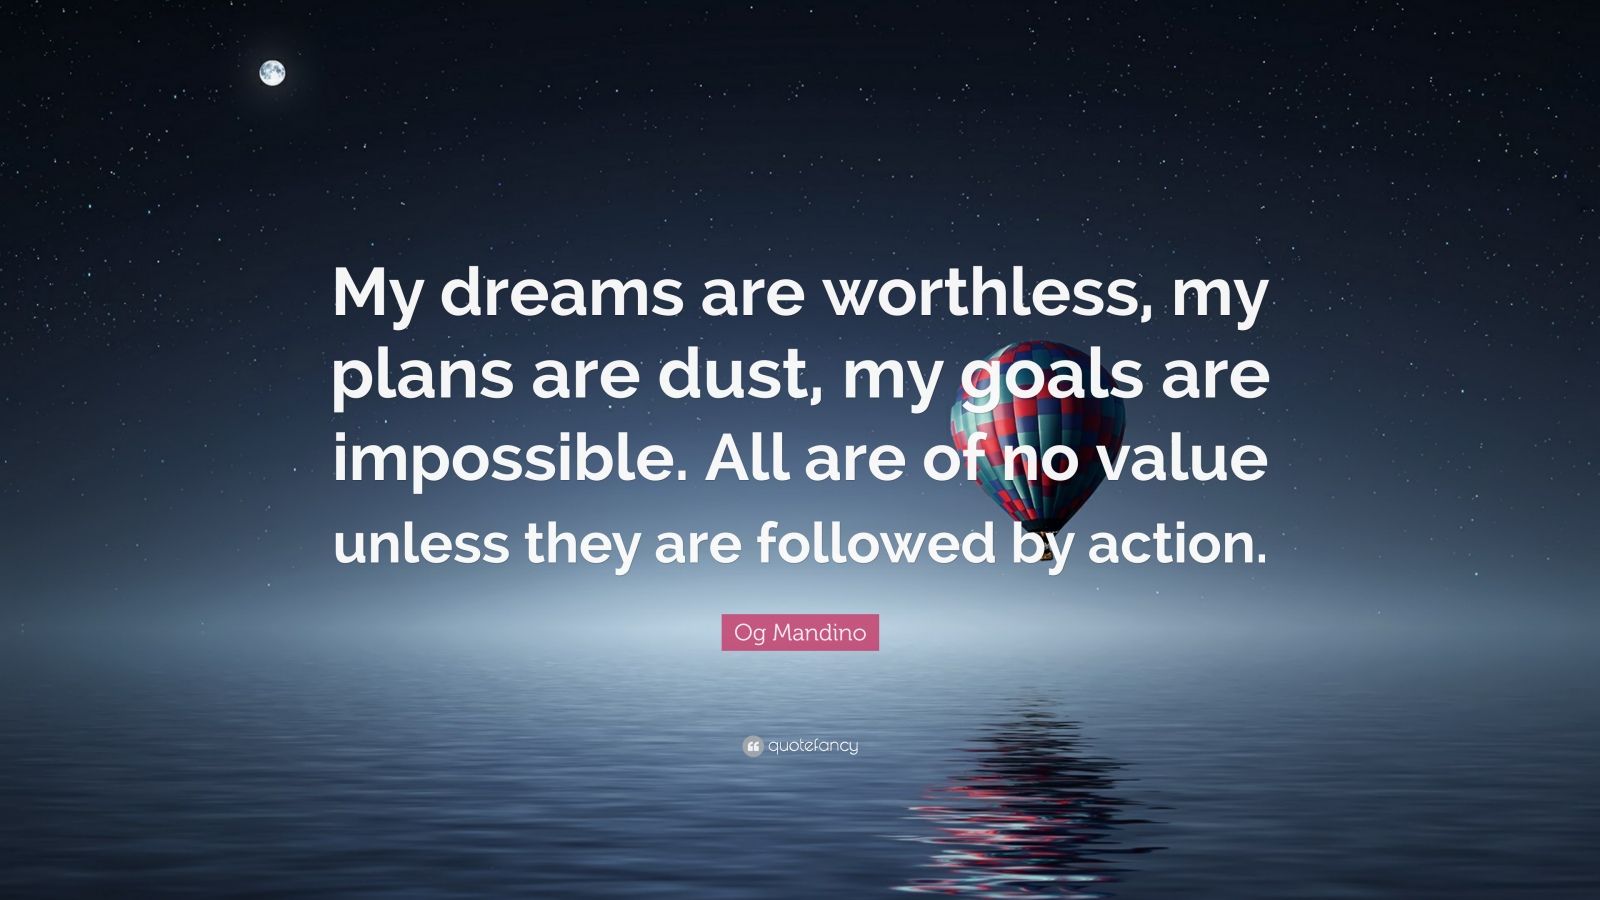 My dreams are worthless, my
plans are dust, my goals are
impossible. All are of no value
unless they are followed by action.
Og Mandino
quotefancy